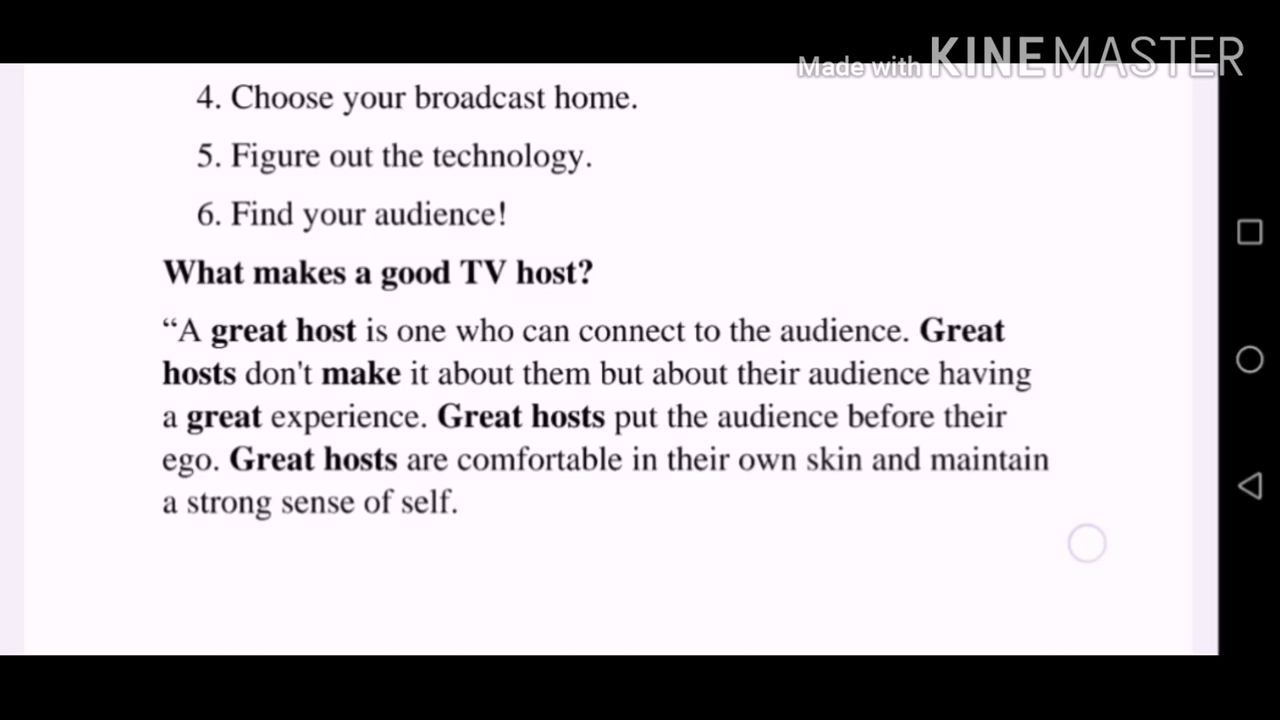 Made with KINEMASTER
4. Choose your broadcast home.
5. Figure out the technology.
6. Find your audience!
What makes a good TV host?
“A great host is one who can connect to the audience. Great
hosts don't make it about them but about their audience having
a great experience. Great hosts put the audience before their
ego. Great hosts are comfortable in their own skin and maintain
a strong sense of self.